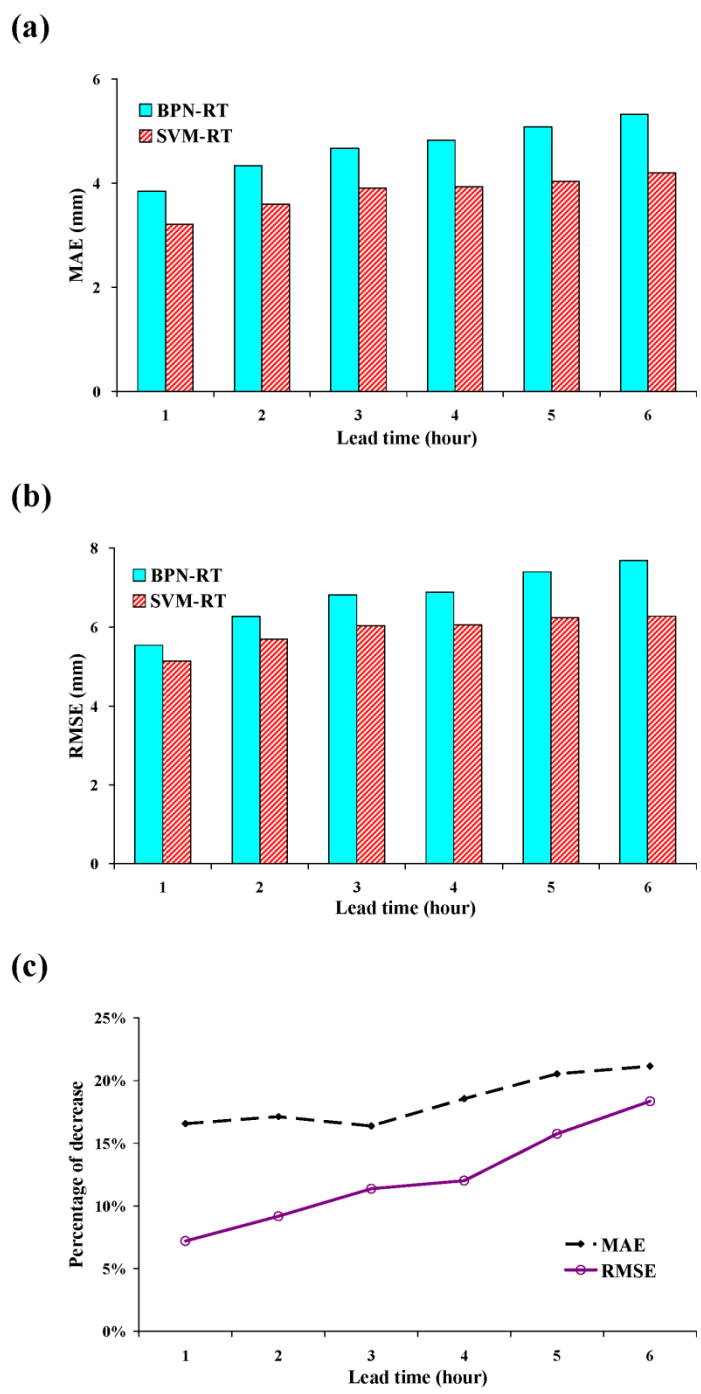 (a)
6
4
2
0
MAE (mm)
BPN-RT
SVM-RT
1 2 3 4 5 6
Lead time (hour)
(b)
8
6
4
2
0
RMSE (mm)
BPN-RT
SVM-RT
1 2 3 4 5 6
Lead time (hour)
(c)
25%
20%
15%
10%
5%
0%
Percentage of decrease
MAE
RMSE
1 2 3 4 5 6
Lead time (hour)